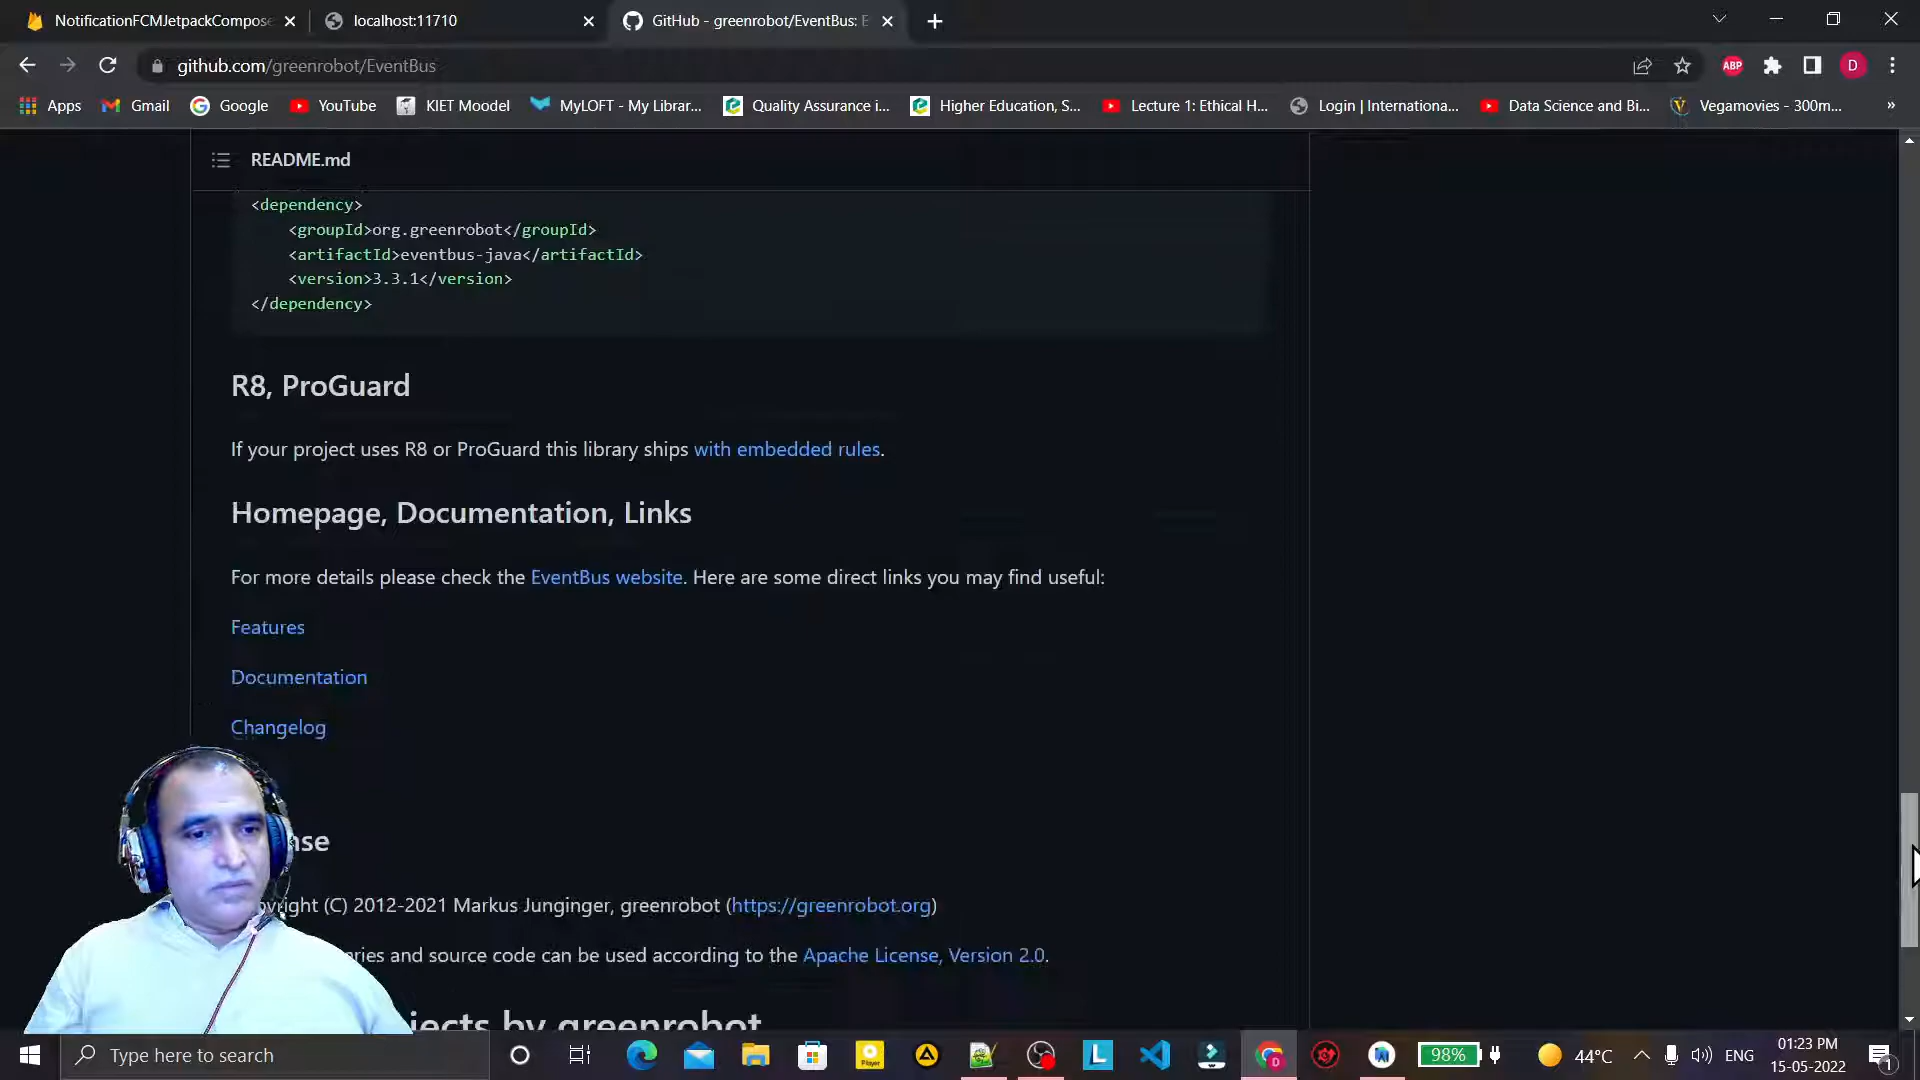 NotificationFCMJetpackCompose
localhost:11710
GitHub - greenrobot/EventBus: E
github.com/greenrobot/EventBus
ABP
D
Apps
Gmail
Google
YouTube
KIET Moodel
MyLOFT - My Librar...
Quality Assurance i...
Higher Education, S...
Lecture 1: Ethical H...
Login | Internationa...
Data Science and Bi...
Vegamovies - 300m...
»
README.md
<dependency>
<groupId>org.greenrobot</groupId>
<artifactId>eventbus-java</artifactId>
<version>3.3.1</version>
</dependency>
R8, ProGuard
If your project uses R8 or ProGuard this library ships with embedded rules.
Homepage, Documentation, Links
For more details please check the EventBus website. Here are some direct links you may find useful:
Features
Documentation
Changelog
nse
yright (C) 2012-2021 Markus Junginger, greenrobot (https://greenrobot.org)
ries and source code can be used according to the Apache License, Version 2.0.
jects by greenrobot
Type here to search
98%
44°C
ENG
01:23 PM
15-05-2022
1